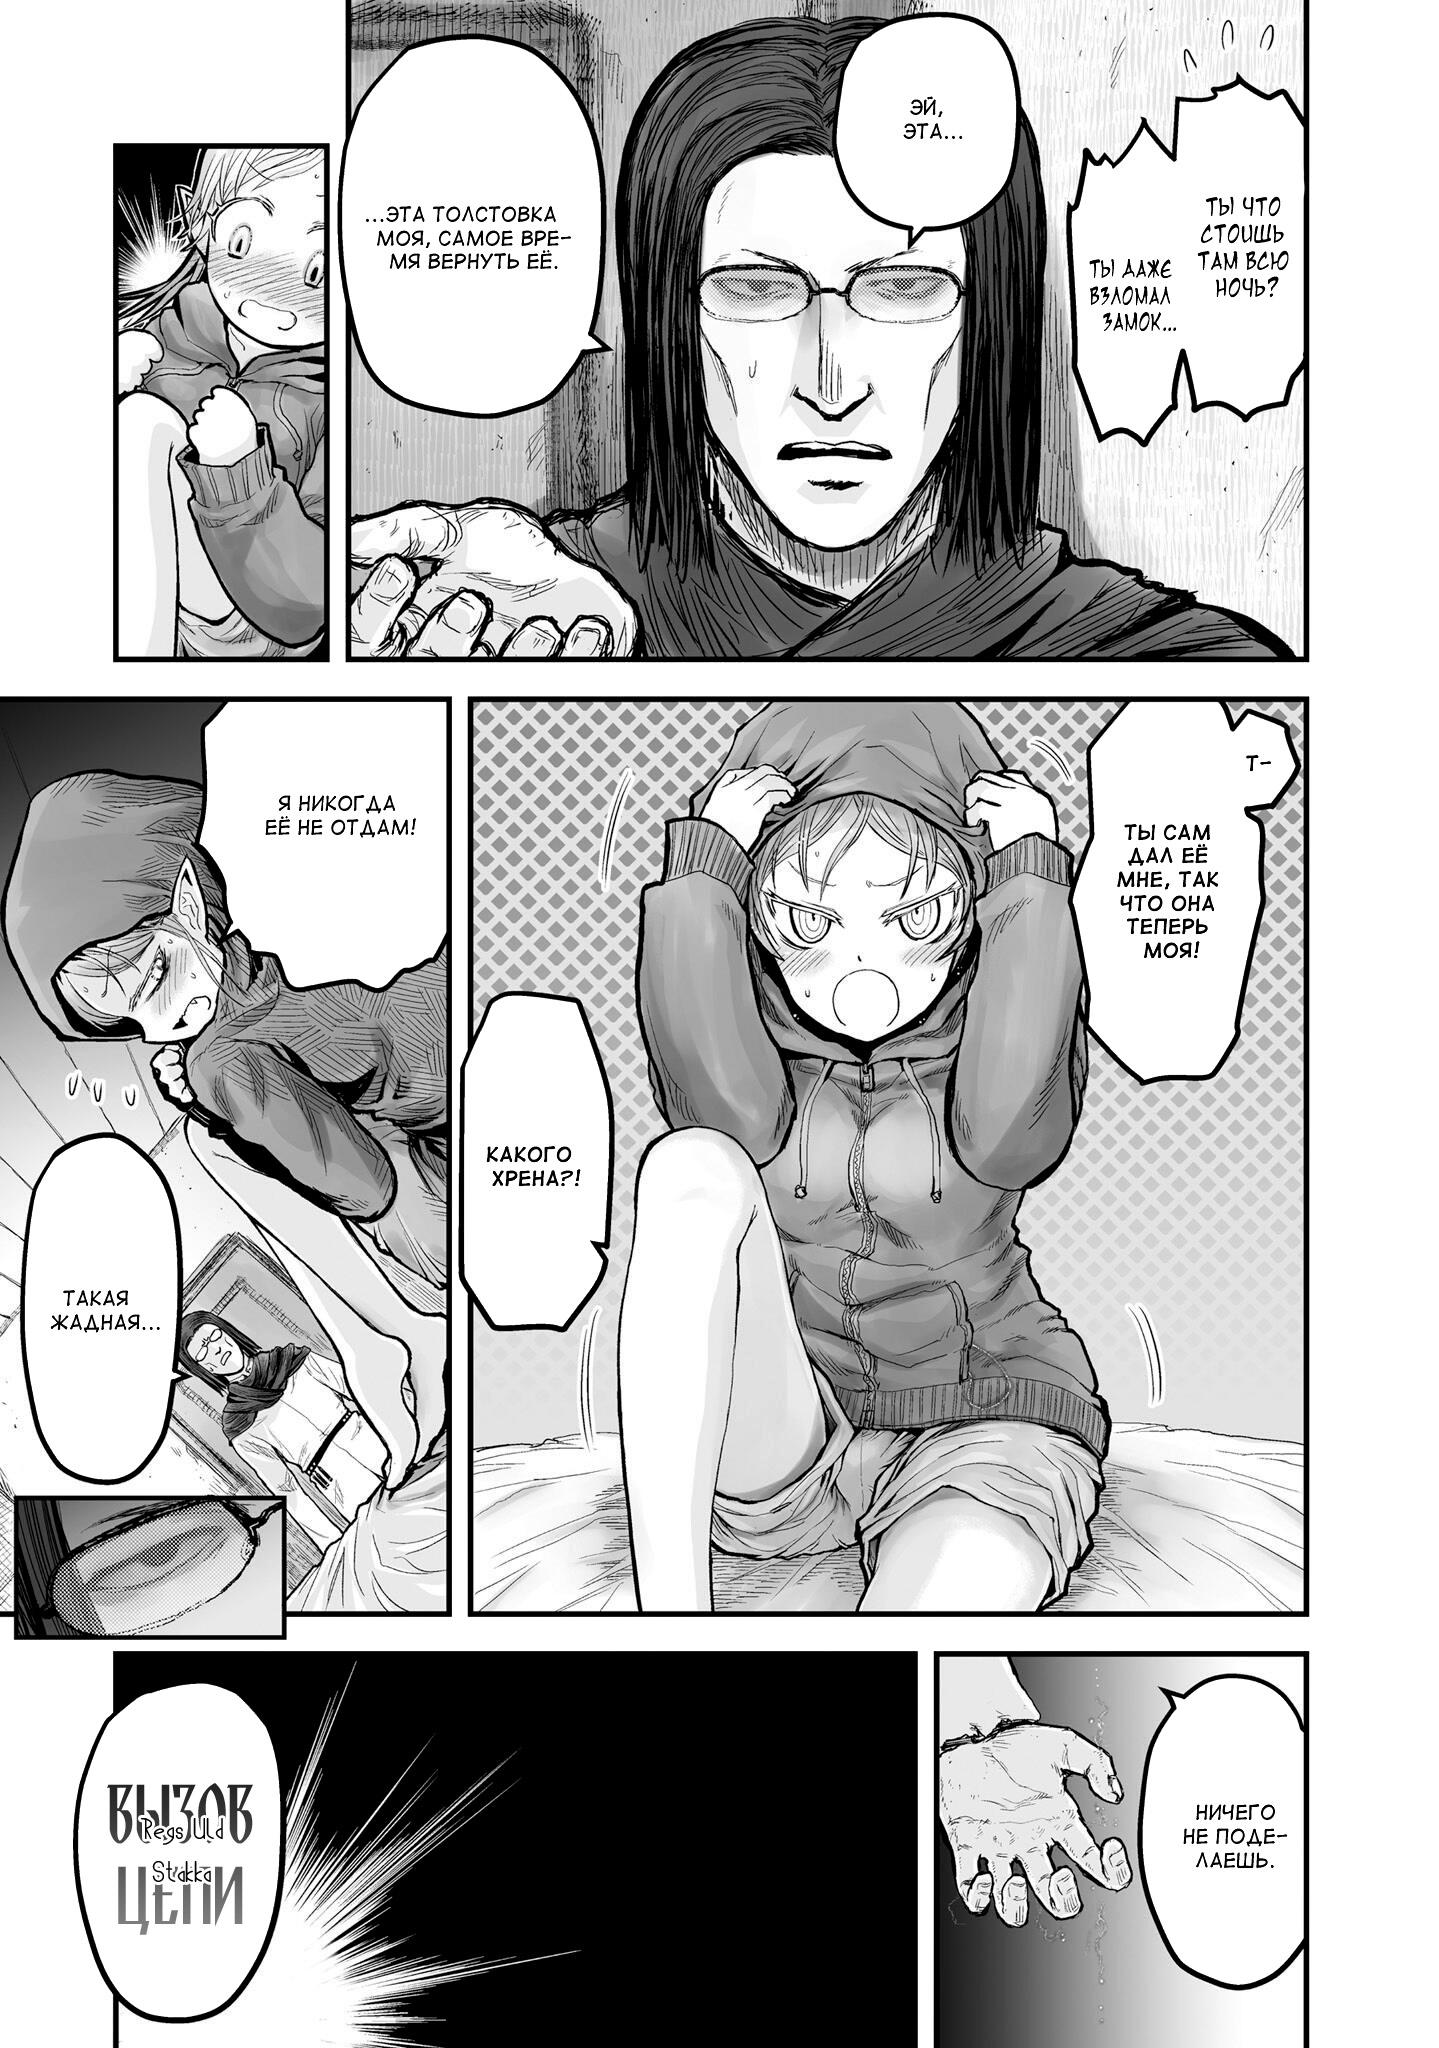 ТЫ ЧТО
СТОИШЬ
ТАМ ВСЮ
НОЧЬ?
ТЫ ДАЖЕ
ВЗЛОМАЛ
ЗАМОК...
ЭЙ,
ЭТА...
...ЭТА ТОЛСТОВКА
МОЯ, САМОЕ ВРЕ-
МЯ ВЕРНУТЬ ЕЁ.
Т-
ТЫ САМ
ДАЛ ЕЁ
МНЕ, ТАК
ЧТО ОНА
ТЕПЕРЬ
МОЯ!
КАКОГО
ХРЕНА?!
Я НИКОГДА
ЕЁ НЕ ОТДАМ!
ТАКАЯ
ЖАДНАЯ...
НИЧЕГО
НЕ ПОДЕ-
ЛАЕШЬ.
ВЫЗОВ
Regs Uld
Stakka
ЦЕПИ